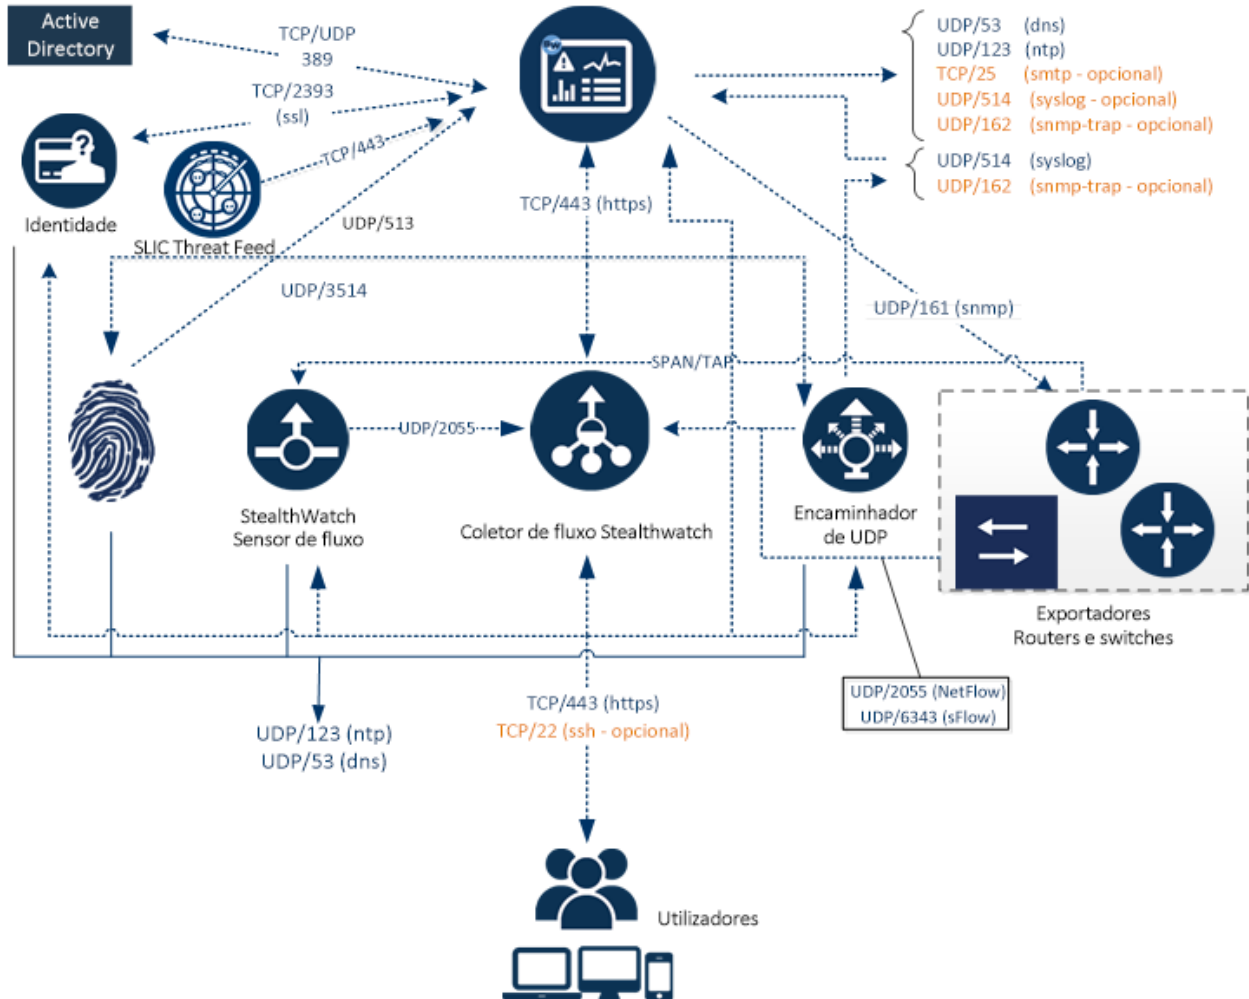 Active
Directory
TCP/UDP
389
TCP/2393
(ssl)
TCP/443
Identidade
SLIC Threat Feed
UDP/513
UDP/3514
TCP/443 (https)
UDP/53 (dns)
UDP/123 (ntp)
TCP/25 (smtp - opcional)
UDP/514 (syslog - opcional)
UDP/162 (snmp-trap - opcional)
UDP/514 (syslog)
UDP/162 (snmp-trap - opcional)
UDP/161 (snmp)
SPAN/TAP
UDP/2055
StealthWatch
Sensor de fluxo
Coletor de fluxo Stealthwatch
Encaminhador
de UDP
Exportadores
Routers e switches
UDP/2055 (NetFlow)
UDP/6343 (sFlow)
UDP/123 (ntp)
UDP/53 (dns)
TCP/443 (https)
TCP/22 (ssh - opcional)
Utilizadores